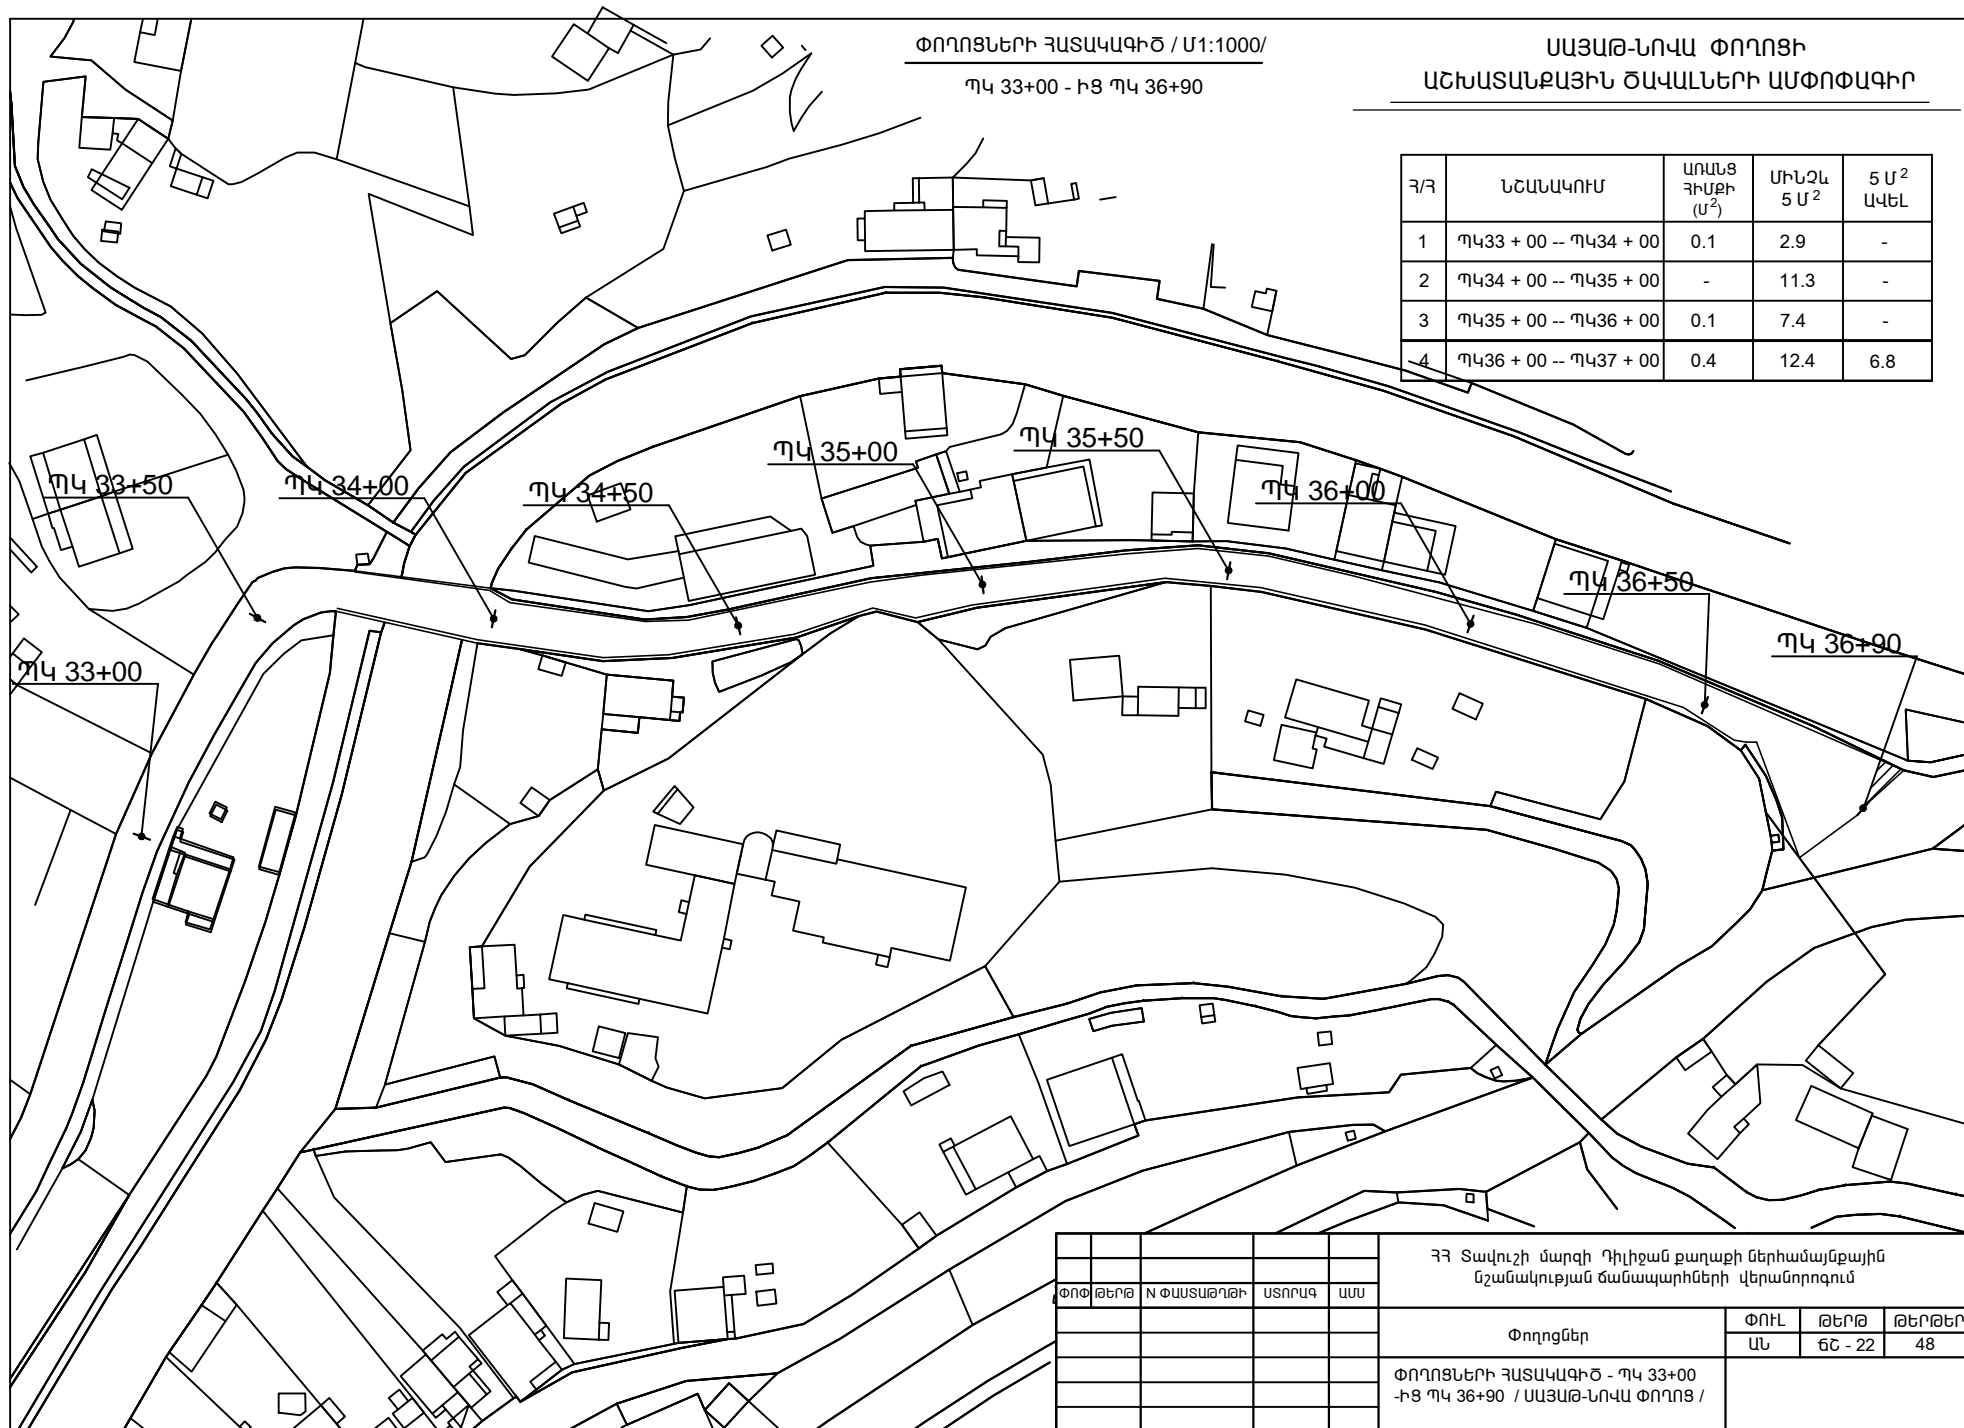 ՓՈՂՈՑՆԵՐԻ ՀԱՏԱԿԱԳԻԾ / Մ1:1000/
ՊԿ 33+00 - ԻՑ ՊԿ 36+90
ՍԱՅԱԹ-ՆՈՎԱ ՓՈՂՈՑԻ
ԱՇԽԱՏԱՆՔԱՅԻՆ ԾԱՎԱԼՆԵՐԻ ԱՄՓՈՓԱԳԻՐ
Հ/Հ ՆՇԱՆԱԿՈՒՄ ԱՌԱՆՑ ՀԻՄՔԻ (Մ²) ՄԻՆՉև 5 Մ² 5 Մ² ԱՎԵԼ
1 ՊԿ33 + 00 -- ՊԿ34 + 00 0.1 2.9 -
2 ՊԿ34 + 00 -- ՊԿ35 + 00 - 11.3 -
3 ՊԿ35 + 00 -- ՊԿ36 + 00 0.1 7.4 -
4 ՊԿ36 + 00 -- ՊԿ37 + 00 0.4 12.4 6.8
ՊԿ 33+50
ՊԿ 34+00
ՊԿ 34+50
ՊԿ 35+00
ՊԿ 35+50
ՊԿ 36+00
ՊԿ 36+50
ՊԿ 36+90
ՊԿ 33+00
ՀՀ Տավուշի մարզի Դիլիջան քաղաքի ներհամայնքային
նշանակության ճանապարհների վերանորոգում
ՓՈՓ ԹԵՐԹ N ՓԱՍՏԱԹՂԹԻ ՍՏՈՐԱԳ ԱՄՍ
Փողոցներ
ՓՈՒԼ ԹԵՐԹ ԹԵՐԹԵՐ
ԱՆ ՃՇ - 22 48
ՓՈՂՈՑՆԵՐԻ ՀԱՏԱԿԱԳԻԾ - ՊԿ 33+00
-ԻՑ ՊԿ 36+90 / ՍԱՅԱԹ-ՆՈՎԱ ՓՈՂՈՑ /